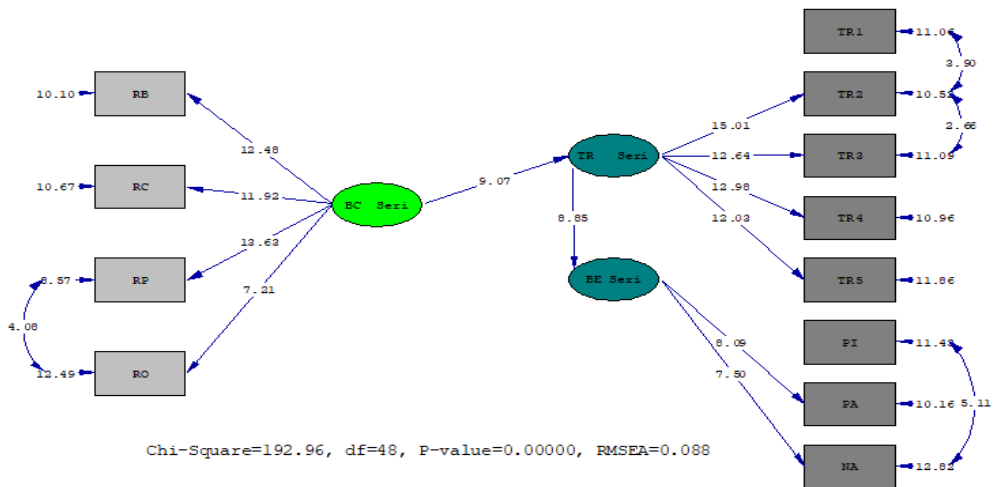 TR1
11.06
3.90
10.10
RB
TR2
10.52
15.01
2.66
12.48
TR Seri
12.64
TR3
11.09
10.67
RC
11.92
12.98
9.07
BC Seri
12.03
TR4
10.96
13.63
8.85
8.57
RP
7.21
BE Seri
TR5
11.86
4.08
8.09
PI
11.43
12.49
RO
7.50
PA
10.16
5.11
Chi-Square=192.96, df=48, P-value=0.00000, RMSEA=0.088
NA
12.82